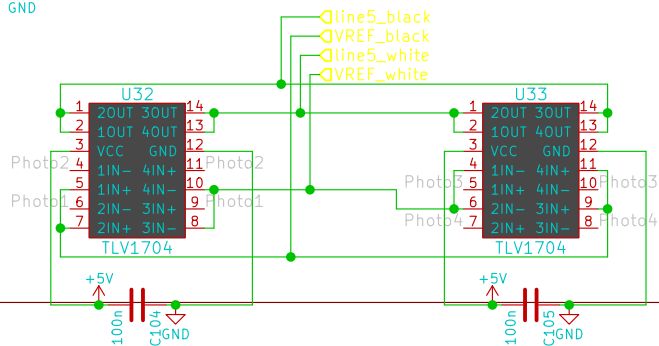 GND
line5_black
VREF_black
line5_white
VREF_white
U32
1 2OUT 3OUT 14
2 1OUT 4OUT 13
3 VCC GND 12
Photo2 4 1IN- 4IN+ 11 Photo2
5 1IN+ 4IN- 10
Photo1 6 2IN- 3IN+ 9 Photo1
7 2IN+ 3IN- 8
TLV1704
U33
1 2OUT 3OUT 14
2 1OUT 4OUT 13
3 VCC GND 12
4 1IN- 4IN+ 11
Photo3 5 1IN+ 4IN- 10 Photo3
6 2IN- 3IN+ 9
Photo4 7 2IN+ 3IN- 8 Photo4
TLV1704
+5V
100n
C104
GND
+5V
100n
C105
GND